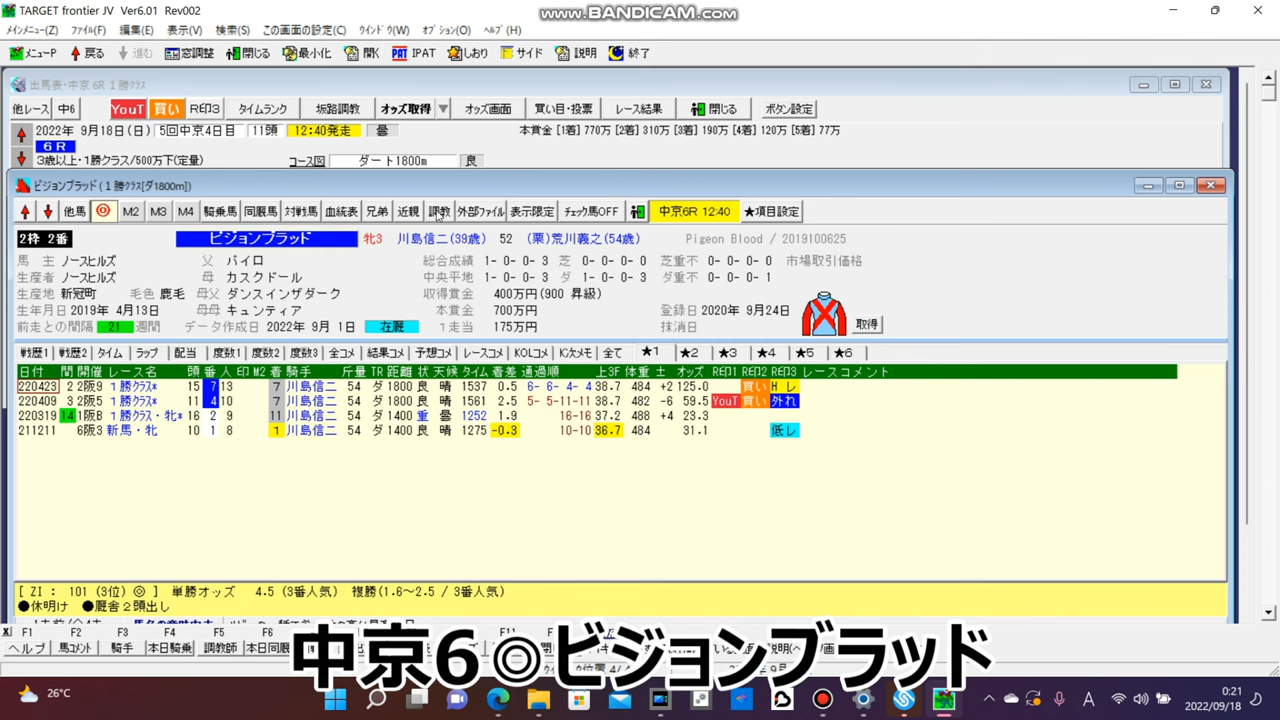 TARGET frontier JV Ver6.01 Rev002
WWW.BANDICAM.COM
メインメニュー(Z) ファイル(F) 編集(E) 表示(V) 検索(S) この画面の設定(C) ウインドウ(W) オプション(O) ヘルプ(H)
メニューP 戻る 進む 窓調整 閉じる 最小化 開く PAT IPAT しおり サイド 説明 終了
出馬表・中京 6R 1勝クラス
他レース 中6 YouT 買い R印3 タイムランク 坂路調教 オッズ取得 オッズ画面 買い目・投票 レース結果 閉じる ボタン設定
2022年 9月18日(日) 5回中京4日目 11頭 12:40発走 曇 本賞金 [1着] 770万 [2着] 310万 [3着] 190万 [4着] 120万 [5着] 77万
6R
3歳以上・1勝クラス/500万下(定量) コース図 ダート1800m 良
ビジョンブラッド(1勝クラス[ダ1800m])
他馬 ◎ M2 M3 M4 騎乗馬 同厩馬 対戦馬 血統表 兄弟 近親 調教 外部ファイル 表示限定 チェック馬OFF 中京6R 12:40 ★項目設定
2枠 2番 ビジョンブラッド 牝3 川島信二(39歳) 52 (栗)荒川義之(54歳) Pigeon Blood / 2019100625
馬 主 ノースヒルズ 父 パイロ 総合成績 1- 0- 0- 3 芝 0- 0- 0- 0 芝重不 0- 0- 0- 0 市場取引価格
生産者 ノースヒルズ 母 カスクドール 中央平地 1- 0- 0- 3 ダ 1- 0- 0- 3 ダ重不 0- 0- 0- 1
生産地 新冠町 毛色 鹿毛 母父 ダンスインザダーク 収得賞金 400万円(900 昇級)
生年月日 2019年 4月13日 母母 キュンティア 本賞金 700万円 登録日 2020年 9月24日
前走との間隔 21 週間 データ作成日 2022年 9月 1日 在厩 1走当 175万円 抹消日 取得
戦歴1 戦歴2 タイム ラップ 配当 度数1 度数2 度数3 全コメ 結果コメ 予想コメ レースコメ KOLコメ K次メモ 全て ★1 ★2 ★3 ★4 ★5 ★6
日付 間 開催 レース名 頭 番 人 印 M2 着 騎手 斤量 TR 距離 状 天候 タイム 着差 通過順 上3F 体重 土 オッズ R印1 R印2 R印3 レースコメント
220423 2 2阪9 1勝クラス* 15 7 13 7 川島信二 54 ダ 1800 良 晴 1537 0.5 6- 6- 4- 4 38.7 484 +2 125.0 買い H レ
220409 3 2阪5 1勝クラス* 11 4 10 7 川島信二 54 ダ 1800 良 晴 1561 2.5 5- 5-11-11 38.7 482 -6 59.5 YouT 買い 外れ
220319 14 1阪B 1勝クラス・牝* 16 2 9 11 川島信二 54 ダ 1400 重 曇 1252 1.9 16-16 37.2 488 +4 23.3
211211 6阪3 新馬・牝 10 1 8 1 川島信二 54 ダ 1400 良 晴 1275 -0.3 10-10 36.7 484 31.1 低レ
[ ZI : 101 (3位) ◎ ] 単勝オッズ 4.5 (3番人気) 複勝(1.6〜2.5 / 3番人気)
●休明け ●厩舎2頭出し
F1 F2 F3 F4 F5 F6 F11
ヘルプ 馬コメント 騎手 本日騎乗 調教師
中京6◎ビジョンブラッド
26℃
A
0:21
2022/09/18